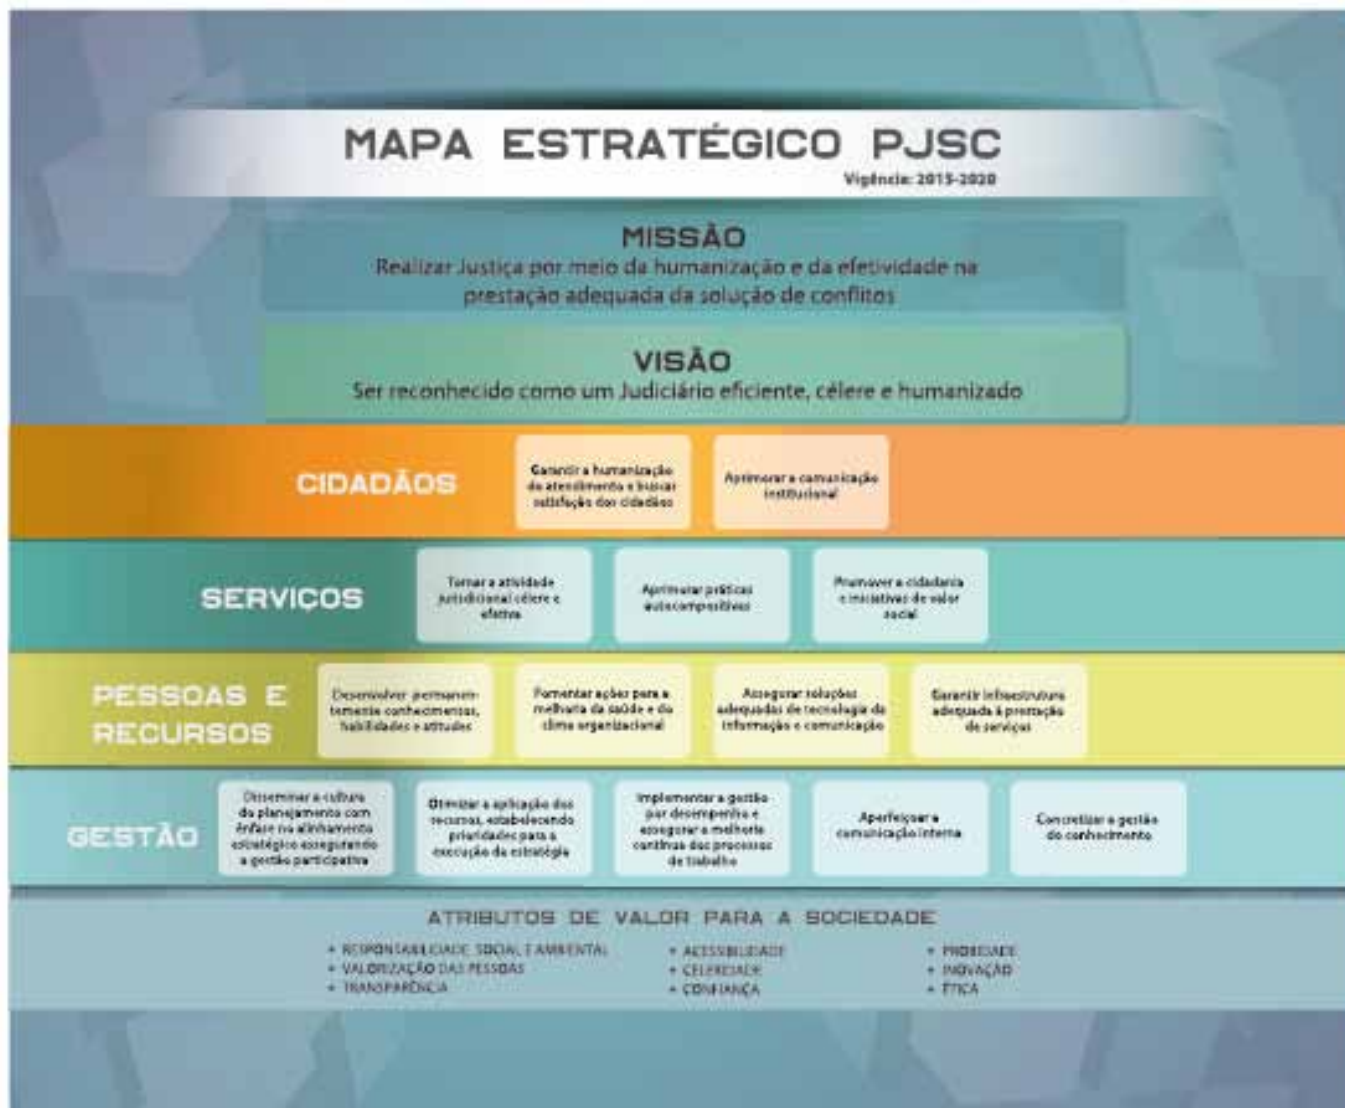 MAPA ESTRATÉGICO PJSC
Vigência: 2015-2020
MISSÃO
Realizar Justiça por meio da humanização e da efetividade na
prestação adequada da solução de conflitos
VISÃO
Ser reconhecido como um Judiciário eficiente, célere e humanizado
CIDADÃOS
Garantir a humanização
do atendimento e buscar
satisfação dos cidadãos
Aprimorar a comunicação
institucional
SERVIÇOS
Tornar a atividade
jurisdicional célere e
efetiva
Aprimorar práticas
autocompositivas
Promover a cidadania
e iniciativas de valor
social
PESSOAS E
RECURSOS
Desenvolver permanen-
temente conhecimentos,
habilidades e atitudes
Fomentar ações para a
melhoria da saúde e do
clima organizacional
Assegurar soluções
adequadas de tecnologia da
informação e comunicação
Garantir infraestrutura
adequada à prestação
de serviços
GESTÃO
Disseminar a cultura
do planejamento com
ênfase no alinhamento
estratégico assegurando
a gestão participativa
Otimizar a aplicação dos
recursos, estabelecendo
prioridades para a
execução da estratégia
Implementar a gestão
por desempenho e
assegurar a melhoria
contínua dos processos
de trabalho
Aperfeiçoar a
comunicação interna
Concretizar a gestão
do conhecimento
ATRIBUTOS DE VALOR PARA A SOCIEDADE
+ RESPONSABILIDADE SOCIAL E AMBIENTAL
+ VALORIZAÇÃO DAS PESSOAS
+ TRANSPARÊNCIA
+ ACESSIBILIDADE
+ CELERIDADE
+ CONFIANÇA
+ PROBIDADE
+ INOVAÇÃO
+ ÉTICA